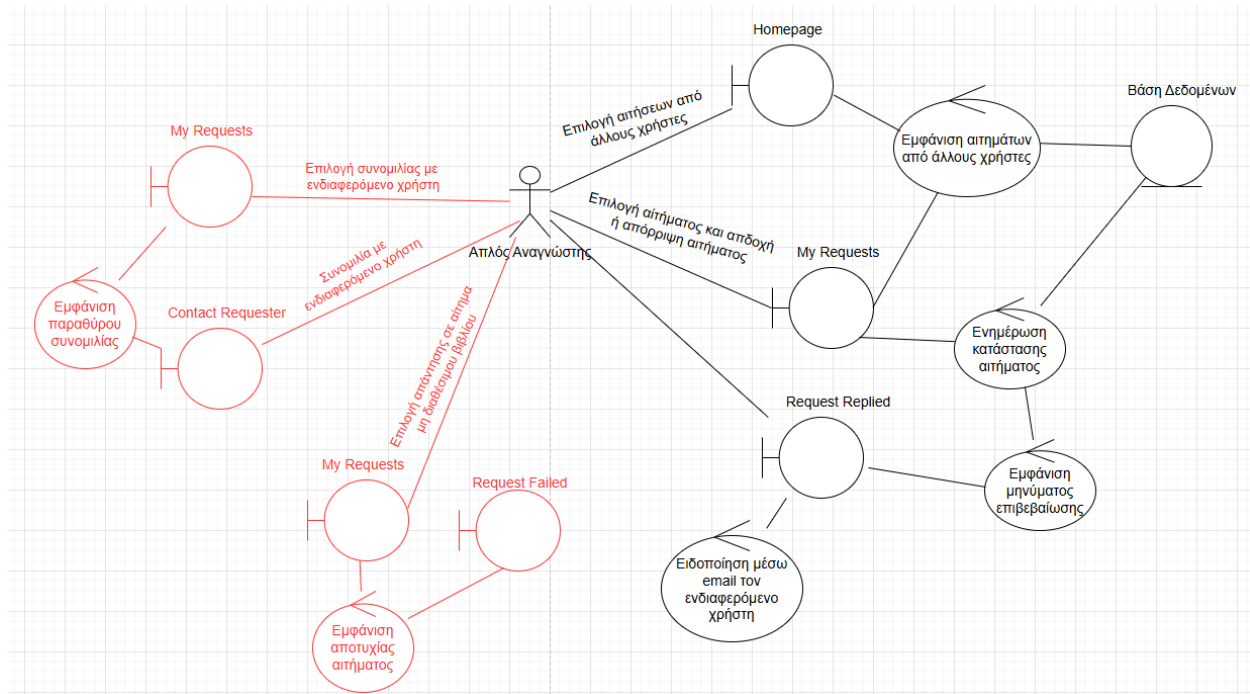 Homepage
Βάση Δεδομένων
Επιλογή αιτήσεων από
άλλους χρήστες
My Requests
Εμφάνιση αιτημάτων
από άλλους χρήστες
Επιλογή συνομιλίας με
ενδιαφερόμενο χρήστη
Επιλογή αίτήματος και απδοχή
ή απόρριψη αιτήματος
Απλός Αναγνώστης
My Requests
Συνομιλία με
ενδιαφερόμενο χρήστη
Εμφάνιση
παραθύρου
συνομιλίας
Contact Requester
Ενημέρωση
κατάστασης
αιτήματος
Επιλογή απάντησης σε αίτημα
μη διαθέσιμου βιβλίου
Request Replied
My Requests
Request Failed
Εμφάνιση
μηνύματος
επιβεβαίωσης
Ειδοποίηση μέσω
email τον
ενδιαφερόμενο
χρήστη
Εμφάνιση
αποτυχίας
αιτήματος